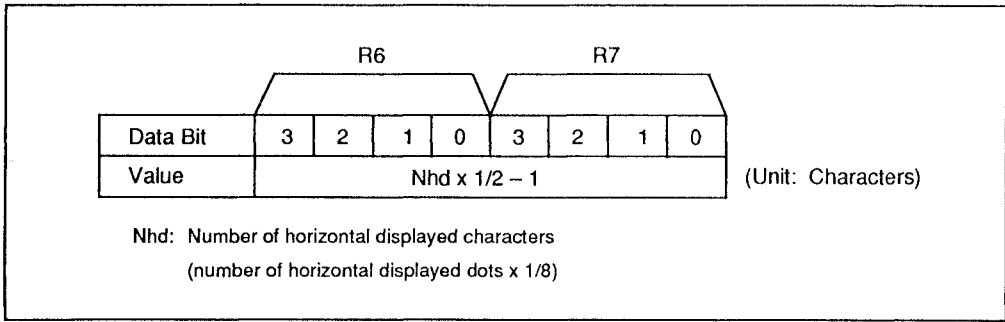 R6 R7
Data Bit 3 2 1 0 3 2 1 0
Value Nhd x 1/2 – 1 (Unit: Characters)
Nhd: Number of horizontal displayed characters
(number of horizontal displayed dots x 1/8)